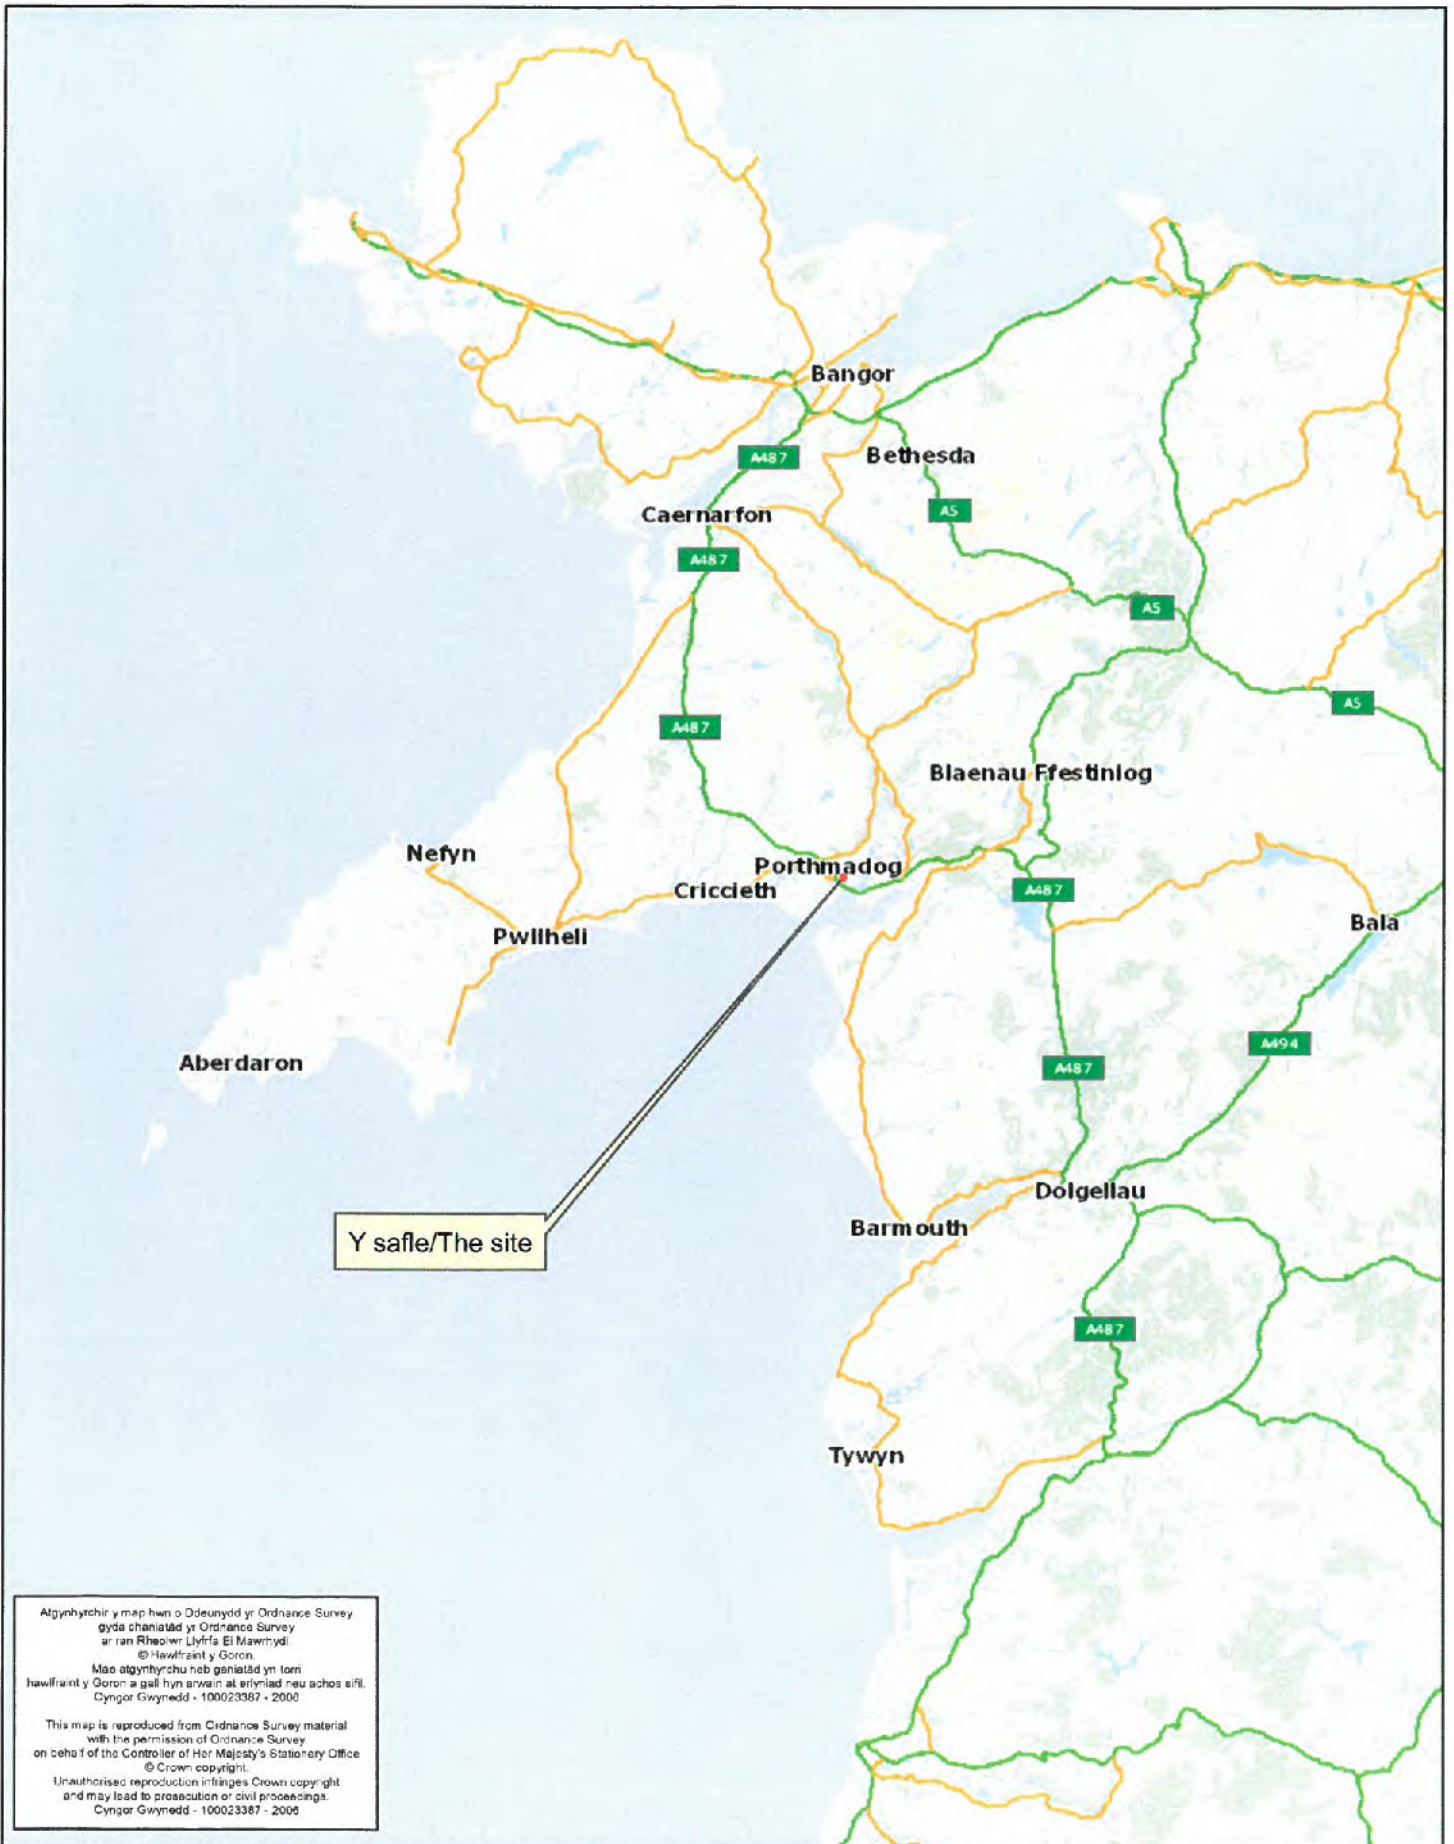 Bangor
A487
Bethesda
Caernarfon
A5
A487
A5
A5
A487
Blaenau Ffestiniog
Nefyn
Porthmadog
Criccieth
A487
Bala
Pwllheli
A494
Aberdaron
A487
Dolgellau
Barmouth
Y safle/The site
A487
Tywyn
Atgynhyrchir y map hwn o Ddeunydd yr Ordnance Survey
gyda chaniatâd yr Ordnance Survey
ar ran Rheolwr Llyfrfa Ei Mawrhydi.
© Hawlfraint y Goron.
Mae atgynhyrchu heb ganiatâd yn torri
hawlfraint y Goron a gall hyn arwain at erlyniad neu achos sifil.
Cyngor Gwynedd - 100023387 - 2006
This map is reproduced from Ordnance Survey material
with the permission of Ordnance Survey
on behalf of the Controller of Her Majesty's Stationery Office
© Crown copyright.
Unauthorised reproduction infringes Crown copyright
and may lead to prosecution or civil proceedings.
Cyngor Gwynedd - 100023387 - 2006